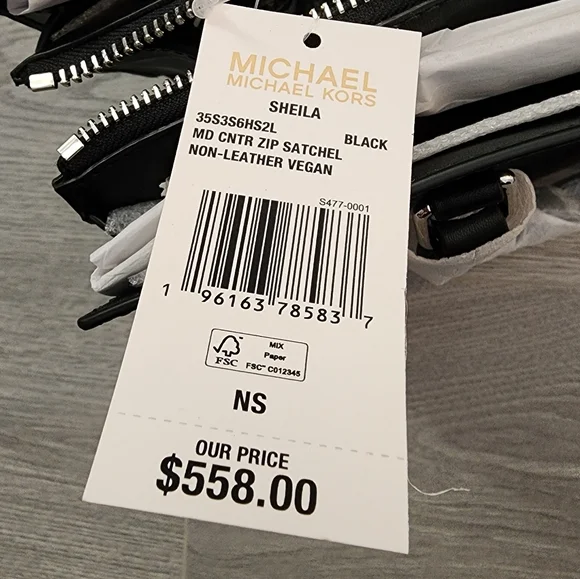 MICHAEL
MICHAEL KORS
SHEILA
35S3S6HS2L BLACK
MD CNTR ZIP SATCHEL
NON-LEATHER VEGAN
S477-0001
1 96163 78583 7
FSC
MIX
Paper
FSC™ C012345
NS
OUR PRICE
$558.00